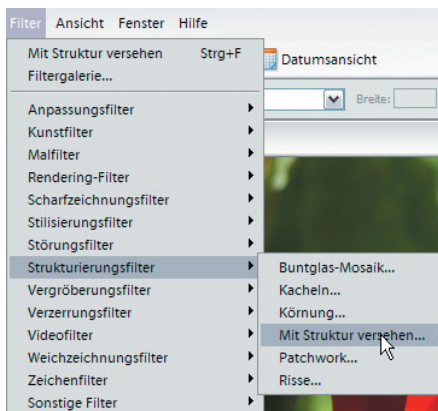 Filter Ansicht Fenster Hilfe
Mit Struktur versehen Strg+F
Filtergalerie...
Datumsansicht
Breite:
Anpassungsfilter
Kunstfilter
Malfilter
Rendering-Filter
Scharfzeichnungsfilter
Stilisierungsfilter
Störungsfilter
Strukturierungsfilter
Vergröberungsfilter
Verzerrungsfilter
Videofilter
Weichzeichnungsfilter
Zeichenfilter
Sonstige Filter
Buntglas-Mosaik...
Kacheln...
Körnung...
Mit Struktur versehen...
Patchwork...
Risse...